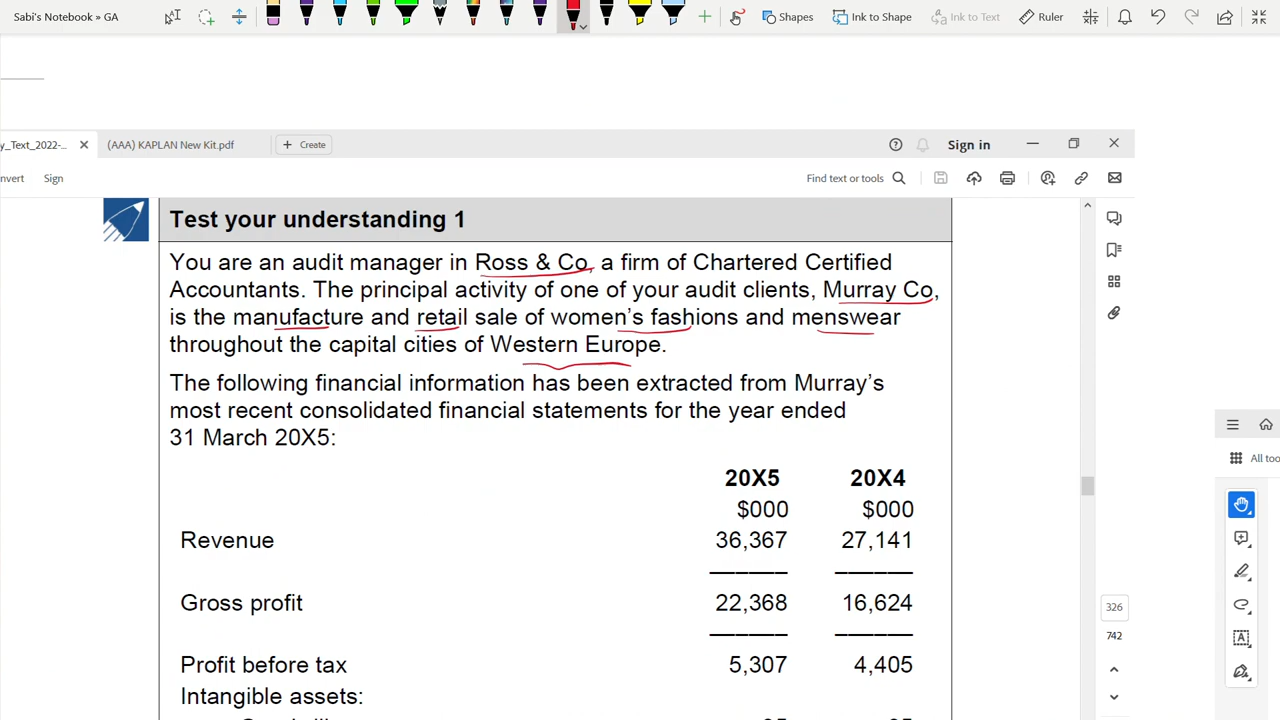 Sabi's Notebook » GA
Shapes
Ink to Shape
Ink to Text
Ruler
y_Text_2022-...
(AAA) KAPLAN New Kit.pdf
Create
Sign in
nvert
Sign
Find text or tools
Test your understanding 1
You are an audit manager in Ross & Co, a firm of Chartered Certified
Accountants. The principal activity of one of your audit clients, Murray Co,
is the manufacture and retail sale of women's fashions and menswear
throughout the capital cities of Western Europe.
The following financial information has been extracted from Murray's
most recent consolidated financial statements for the year ended
31 March 20X5:
20X5 20X4
$000 $000
Revenue 36,367 27,141
Gross profit 22,368 16,624
Profit before tax 5,307 4,405
Intangible assets:
All too
326
742